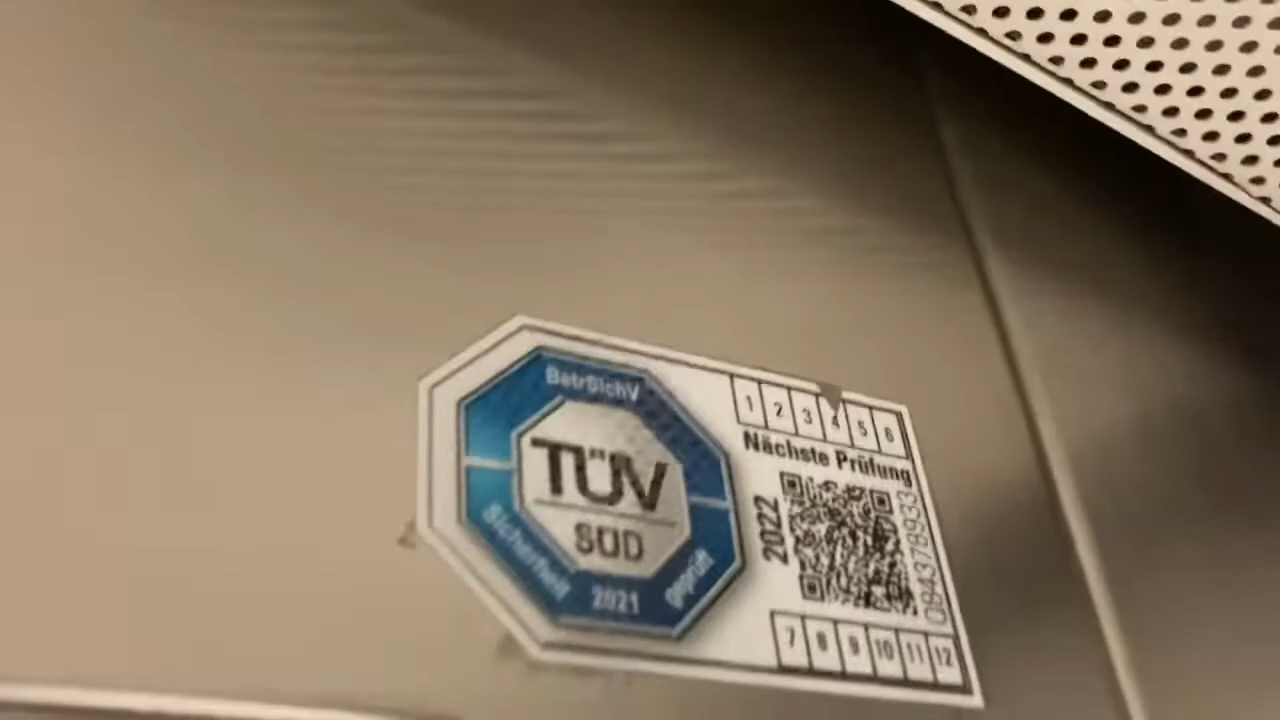 BetrSichV
TÜV
SÜD
Sicherheit 2021 geprüft
1 2 3 4 5 6
Nächste Prüfung
2022
084378933
7 8 9 10 11 12